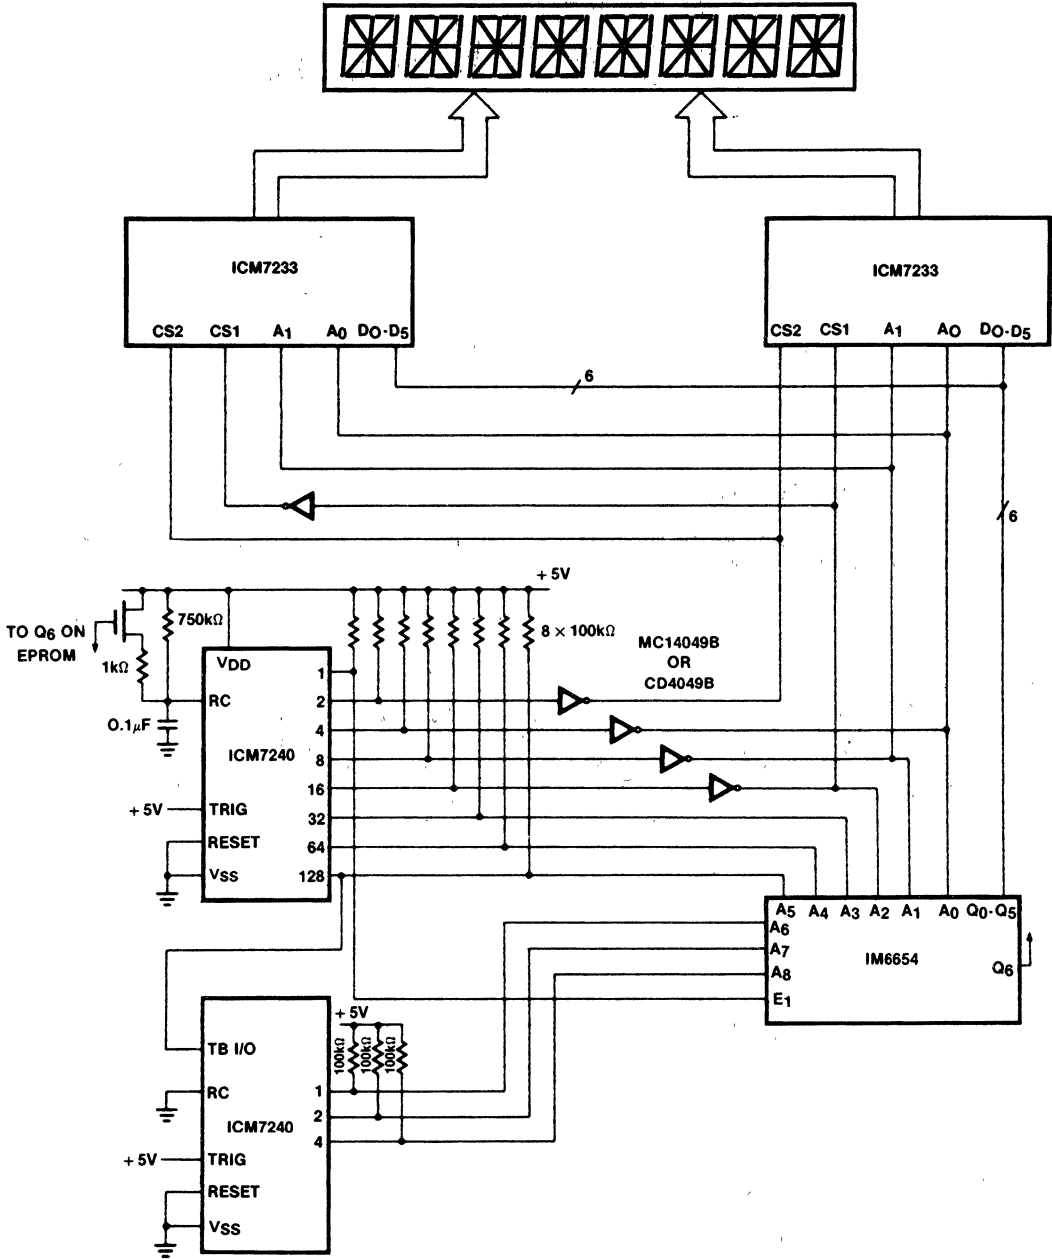 ICM7233
CS2 CS1 A1 A0 D0-D5
ICM7233
CS2 CS1 A1 A0 D0-D5
6
6
+5V
TO Q6 ON
EPROM
750kΩ
1kΩ
0.1µF
8 × 100kΩ
MC14049B
OR
CD4049B
VDD
RC
ICM7240
+5V TRIG
RESET
VSS
1
2
4
8
16
32
64
128
A5 A4 A3 A2 A1 A0 Q0-Q5
A6
A7
A8
E1
IM6654
Q6
+5V
100kΩ
100kΩ
100kΩ
TB I/O
RC
ICM7240
+5V TRIG
RESET
VSS
1
2
4